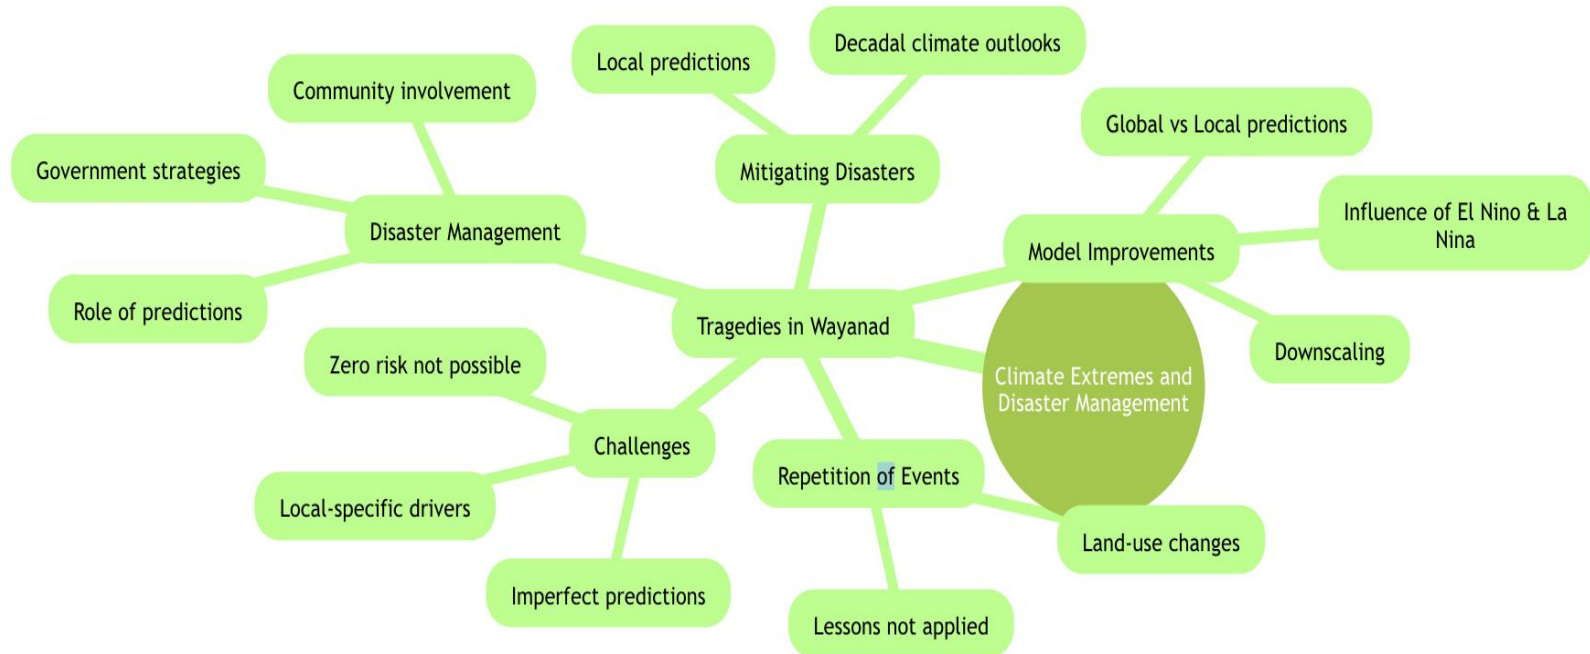 Decadal climate outlooks
Local predictions
Community involvement
Global vs Local predictions
Government strategies
Mitigating Disasters
Influence of El Nino & La
Nina
Disaster Management
Model Improvements
Role of predictions
Tragedies in Wayanad
Zero risk not possible
Downscaling
Climate Extremes and
Disaster Management
Challenges
Repetition of Events
Local-specific drivers
Land-use changes
Imperfect predictions
Lessons not applied